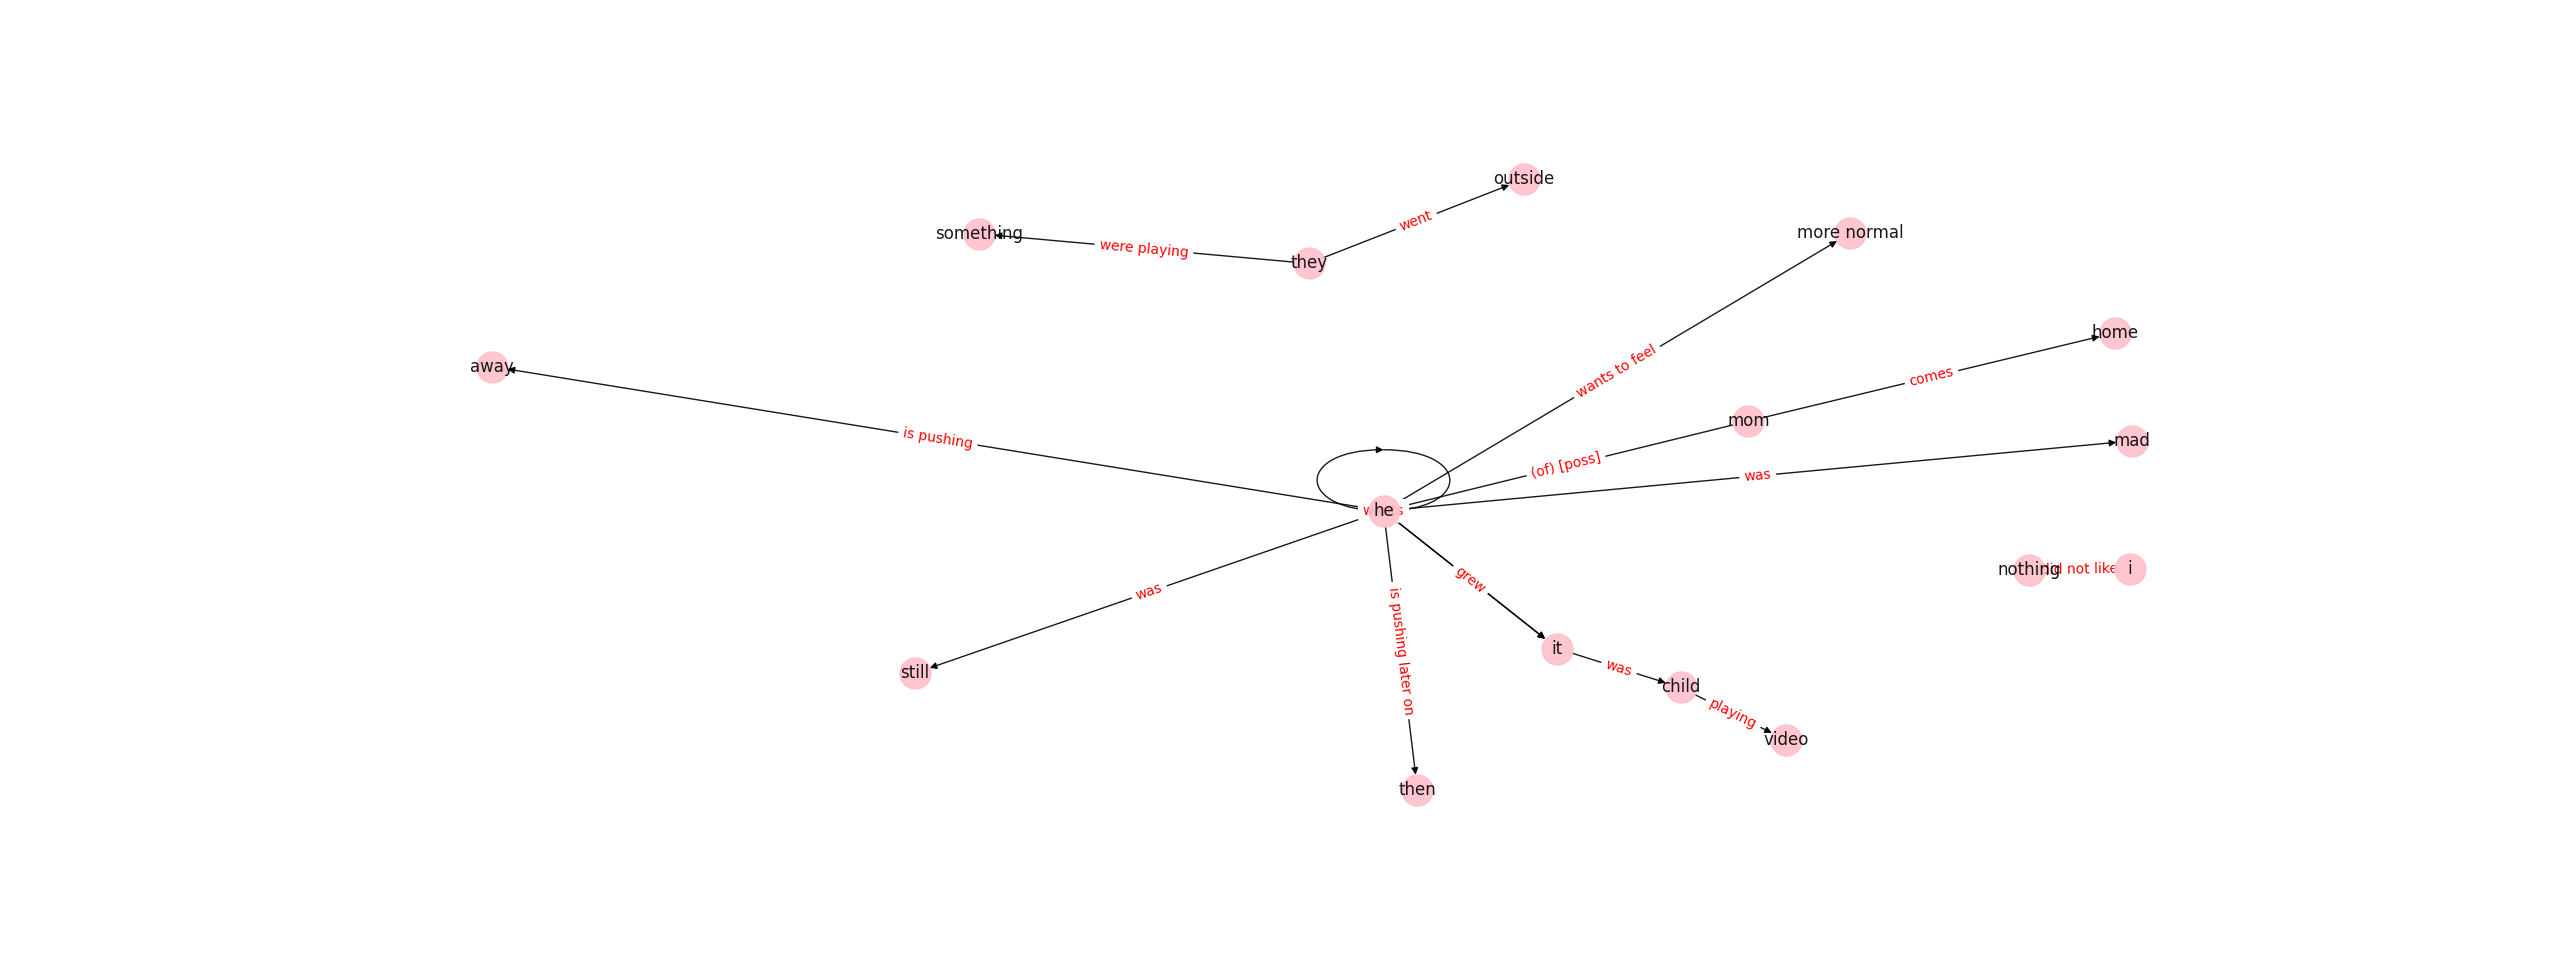 outside
went
something
were playing
they
more normal
home
wants to feel
comes
away
is pushing
mom
(of) [poss]
mad
was
he
nothing
not like
i
grew
was
is pushing later on
it
still
was
child
playing
video
then